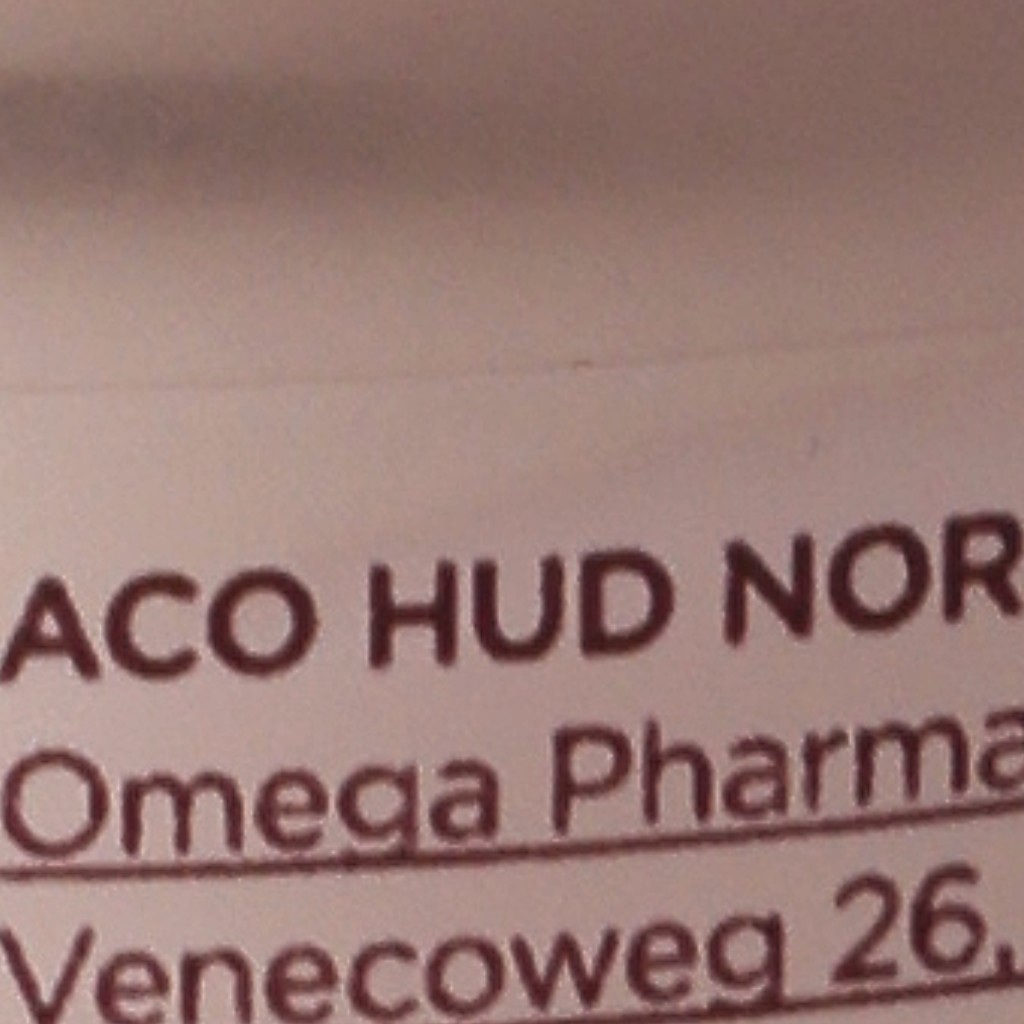 ACO HUD NOR
Omega Pharma
Venecoweg 26,